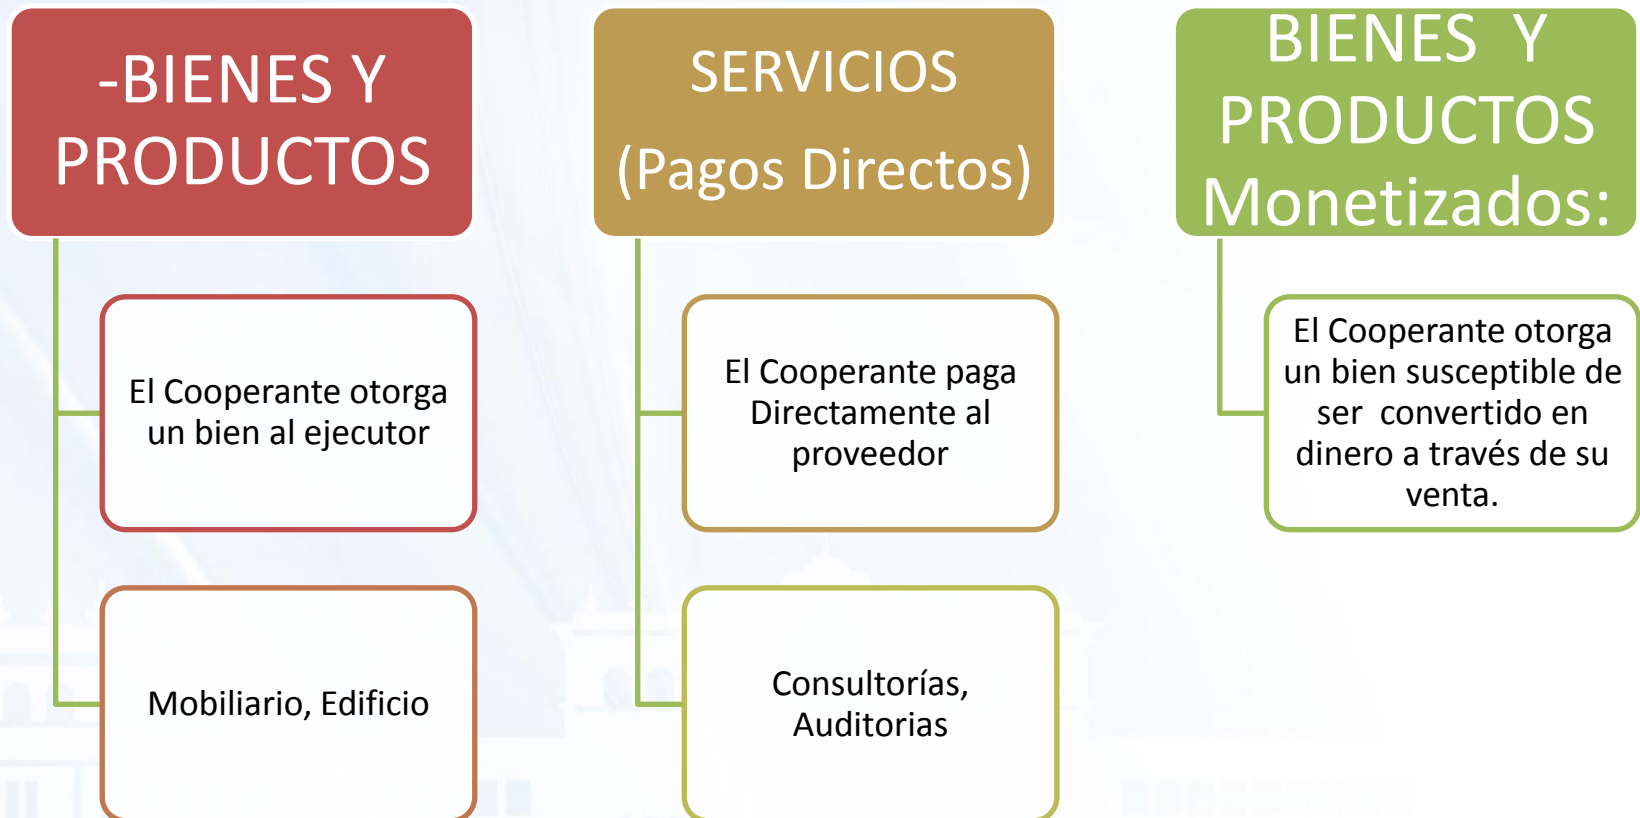 -BIENES Y
PRODUCTOS
El Cooperante otorga
un bien al ejecutor
Mobiliario, Edificio
SERVICIOS
(Pagos Directos)
El Cooperante paga
Directamente al
proveedor
Consultorías,
Auditorias
BIENES Y
PRODUCTOS
Monetizados:
El Cooperante otorga
un bien susceptible de
ser convertido en
dinero a través de su
venta.